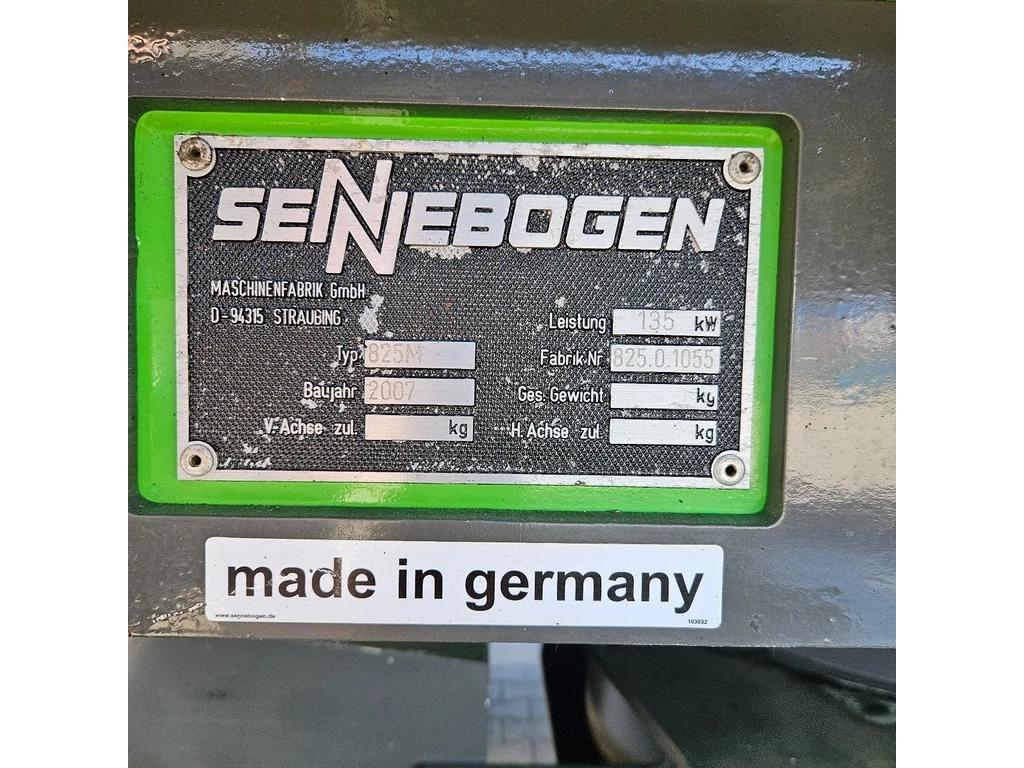 SENNEBOGEN
MASCHINENFABRIK GmbH
D-94315 STRAUBING
Leistung 135 kW
Typ 825M
Fabrik Nr 825.0.1055
Baujahr 2007
Ges. Gewicht kg
V-Achse zul. kg
H. Achse zul. kg
made in germany
www.sennebogen.de
103032